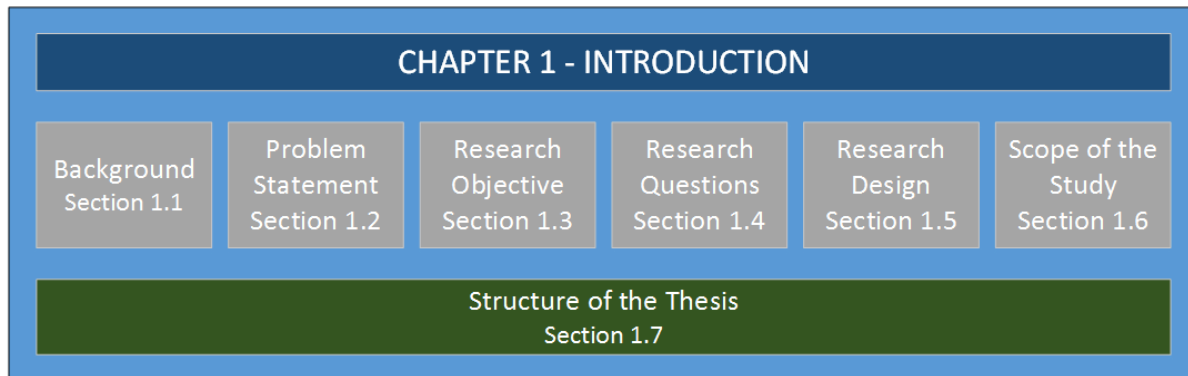 CHAPTER 1 - INTRODUCTION
Background
Section 1.1
Problem
Statement
Section 1.2
Research
Objective
Section 1.3
Research
Questions
Section 1.4
Research
Design
Section 1.5
Scope of the
Study
Section 1.6
Structure of the Thesis
Section 1.7